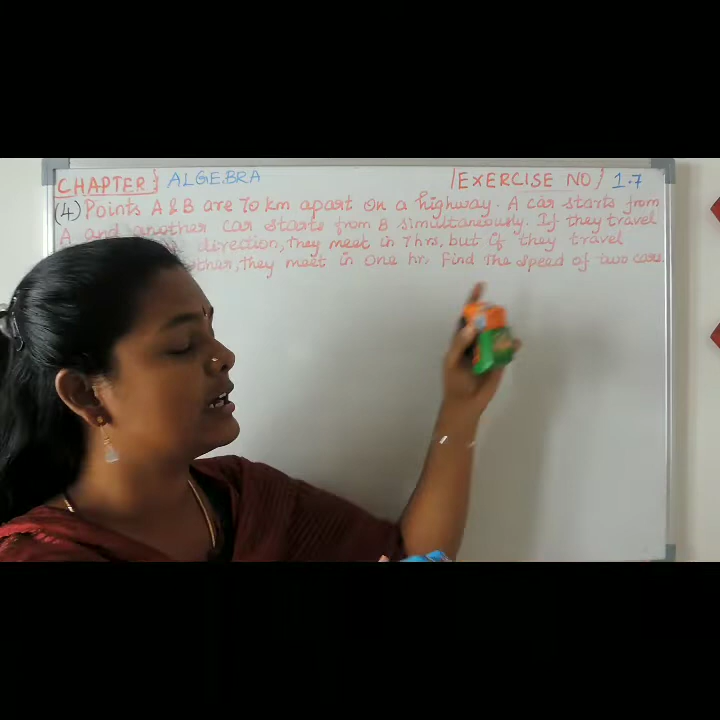 CHAPTER: ALGEBRA
EXERCISE NO: 1.7
(4) Points A & B are 70 km apart on a highway. A car starts from
A and another car starts from B simultaneously. If they travel
direction, they meet in 7 hrs, but if they travel
other, they meet in one hr. Find the speed of two cars.